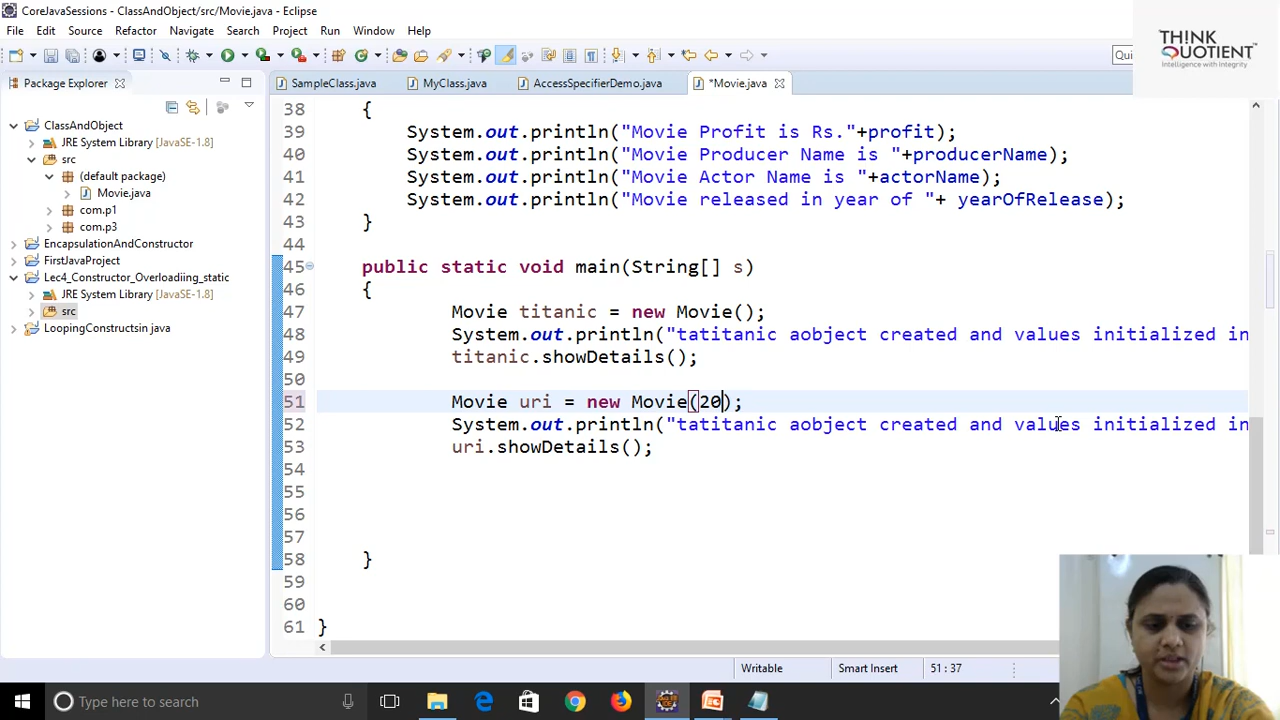 CoreJavaSessions - ClassAndObject/src/Movie.java - Eclipse
File Edit Source Refactor Navigate Search Project Run Window Help
THINK
QUOTIENT
Intelligence with Integrity
Qui
Package Explorer
SampleClass.java MyClass.java AccessSpecifierDemo.java *Movie.java
ClassAndObject
JRE System Library [JavaSE-1.8]
src
(default package)
Movie.java
com.p1
com.p3
EncapsulationAndConstructor
FirstJavaProject
Lec4_Constructor_Overloadiing_static
JRE System Library [JavaSE-1.8]
src
LoopingConstructsin java
38 {
39 System.out.println("Movie Profit is Rs."+profit);
40 System.out.println("Movie Producer Name is "+producerName);
41 System.out.println("Movie Actor Name is "+actorName);
42 System.out.println("Movie released in year of "+ yearOfRelease);
43 }
44
45 public static void main(String[] s)
46 {
47 Movie titanic = new Movie();
48 System.out.println("tatitanic aobject created and values initialized in
49 titanic.showDetails();
50
51 Movie uri = new Movie(20);
52 System.out.println("tatitanic aobject created and values initialized in
53 uri.showDetails();
54
55
56
57
58 }
59
60
61 }
Writable Smart Insert 51 : 37
Type here to search